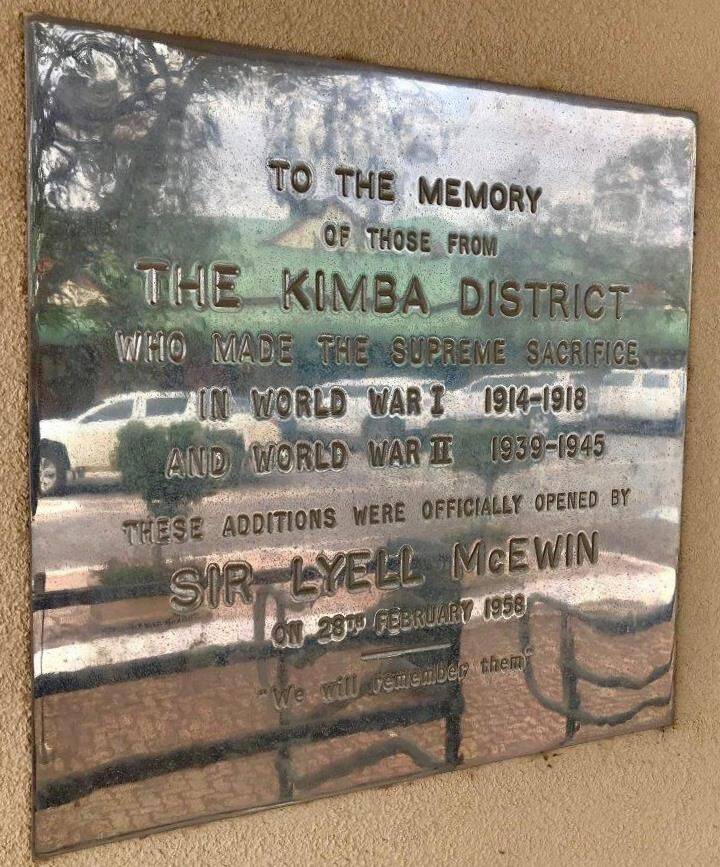 TO THE MEMORY
OF THOSE FROM
THE KIMBA DISTRICT
WHO MADE THE SUPREME SACRIFICE
IN WORLD WAR I 1914-1918
AND WORLD WAR II 1939-1945
THESE ADDITIONS WERE OFFICIALLY OPENED BY
SIR LYELL McEWIN
ON 28TH FEBRUARY 1958
"We will remember them"